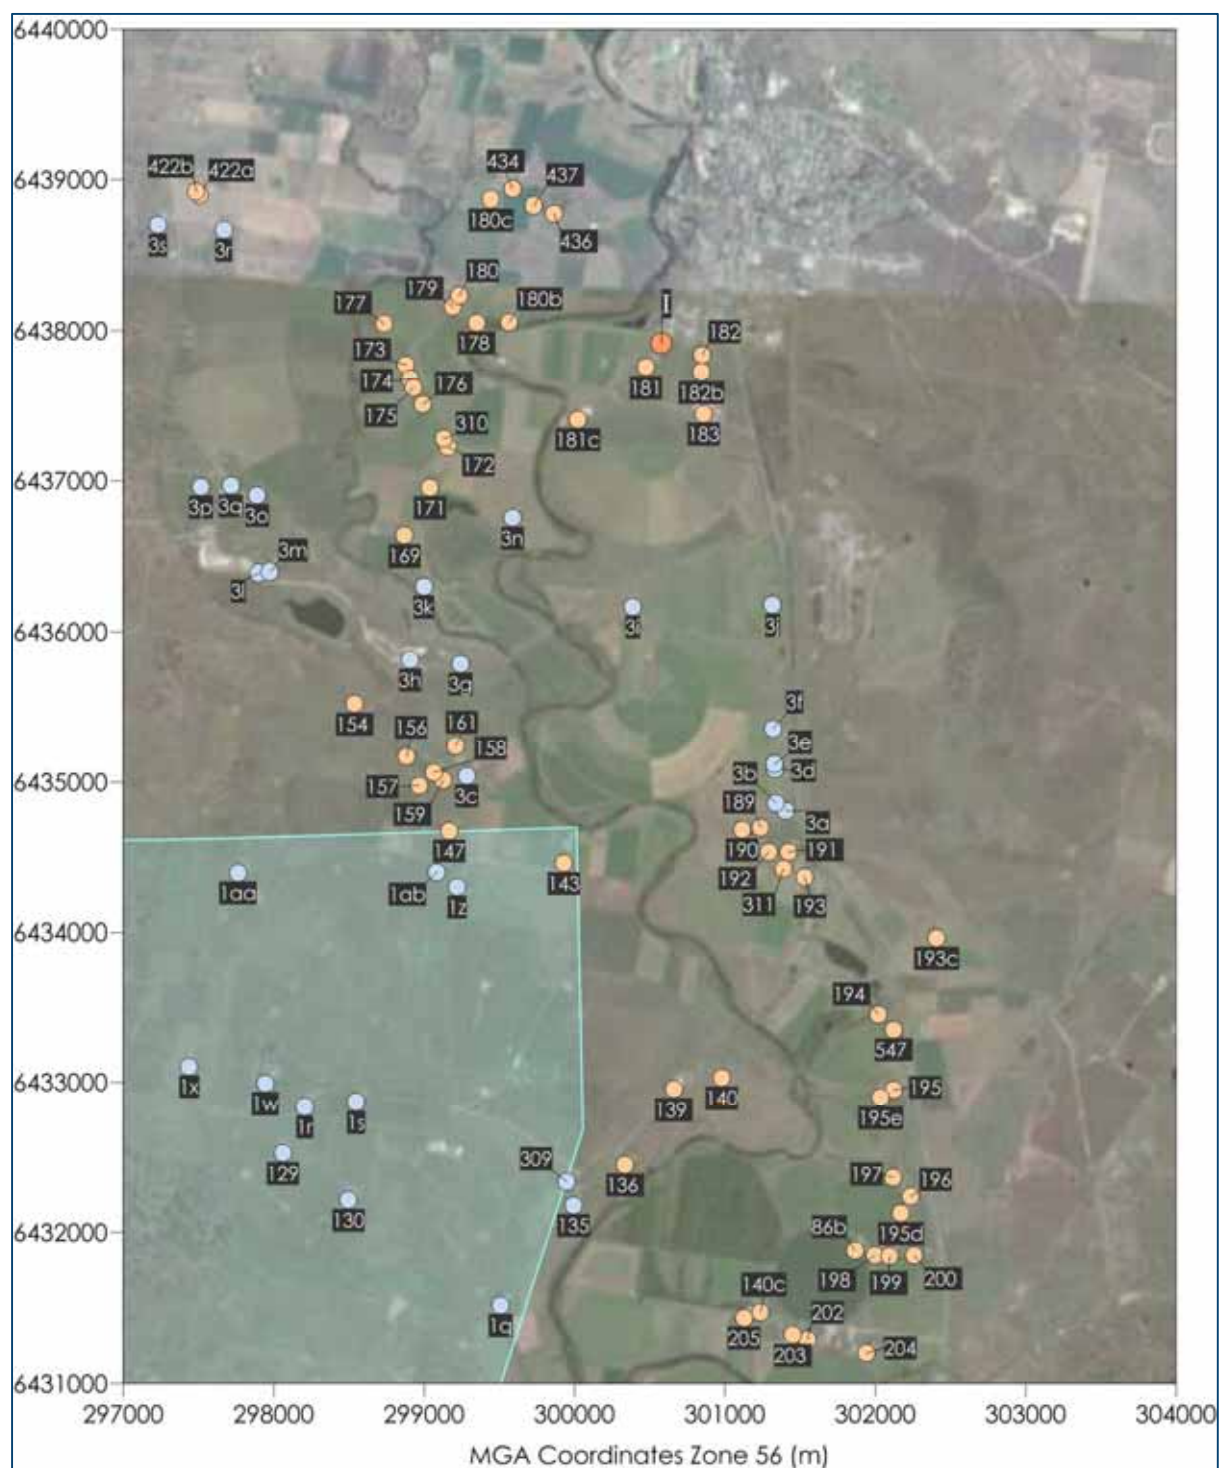 6440000
6439000
422b 422a
434
437
180c
436
3s 3r
179 180
177
180b
I
6438000
178
182
173
174 176
181 182b
175
310
181c 183
172
6437000
3p 3q 3o
171
3n
3m 169
3l
3k
6436000
3i 3j
3h 3g
154 156 161
3f
158
3e
157
3b 3d
6435000
3c
189
159
3a
147
190 191
143
192
1aa 1ab 1z
311 193
6434000
193c
194
547
6433000
1x 1w
1r 1s
139 140
195
195e
129
309
197 196
136
130
135
86b 195d
6432000
198 199 200
140c
1q
202
205 203 204
6431000
297000 298000 299000 300000 301000 302000 303000 304000
MGA Coordinates Zone 56 (m)